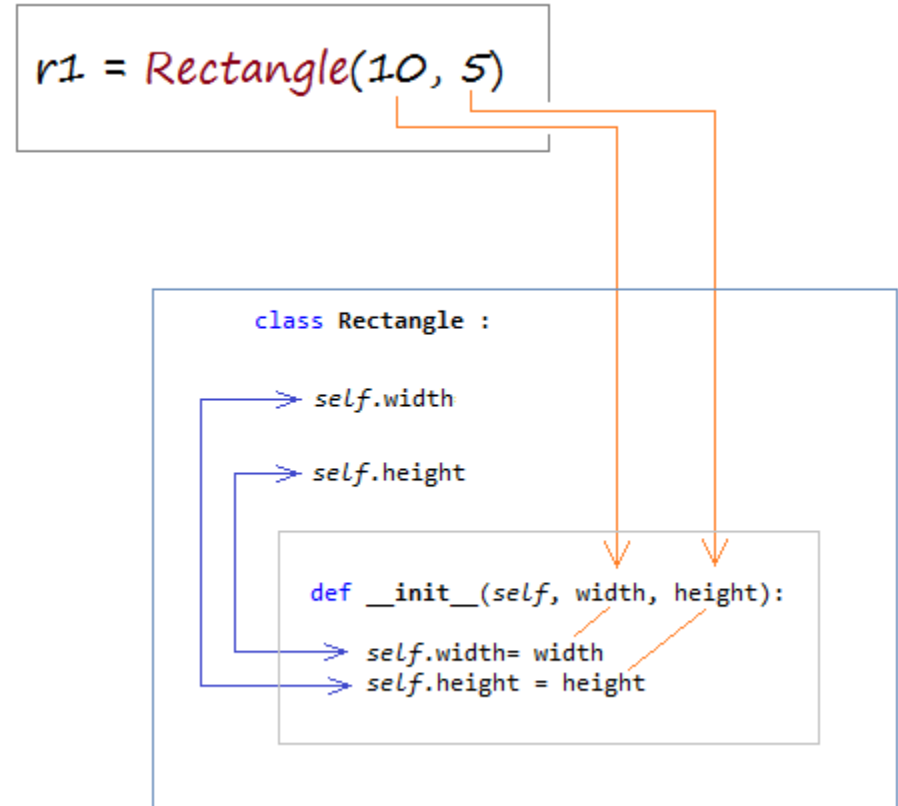 r1 = Rectangle(10, 5)
class Rectangle :
self.width
self.height
def __init__(self, width, height):
self.width= width
self.height = height